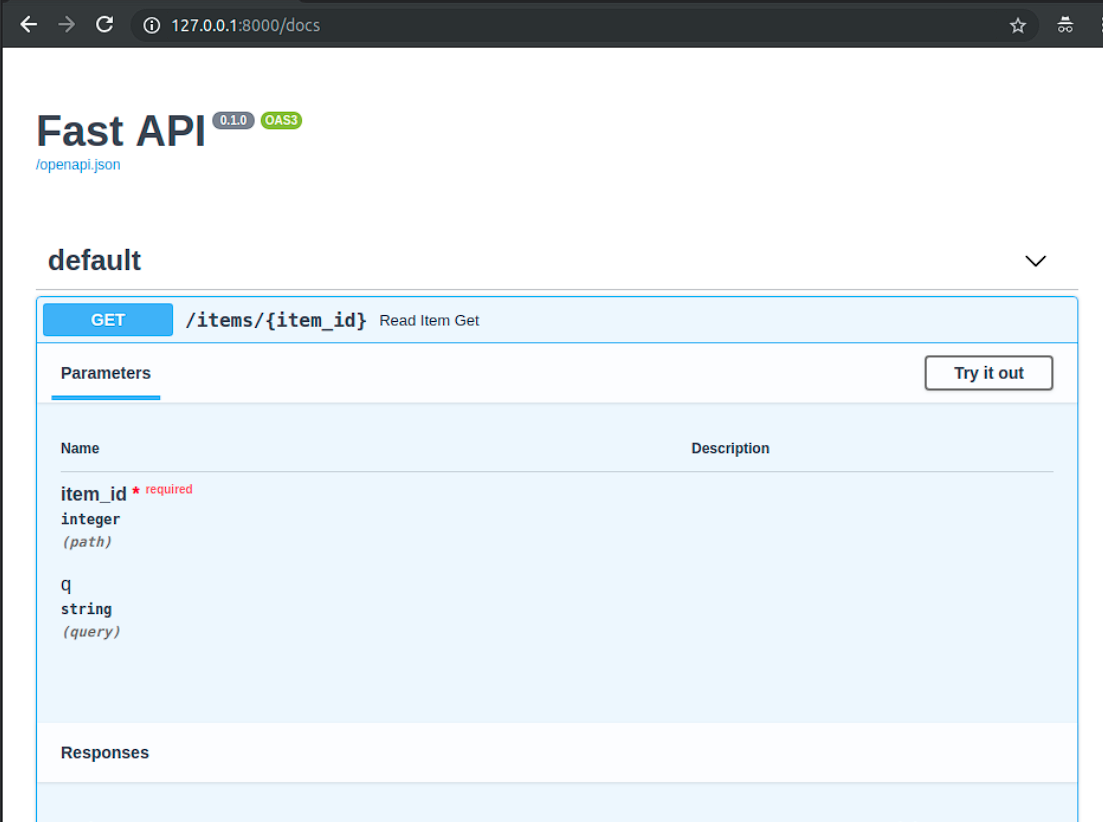 127.0.0.1:8000/docs
Fast API 0.1.0 OAS3
/openapi.json
default
GET /items/{item_id} Read Item Get
Parameters Try it out
Name Description
item_id * required
integer
(path)
q
string
(query)
Responses